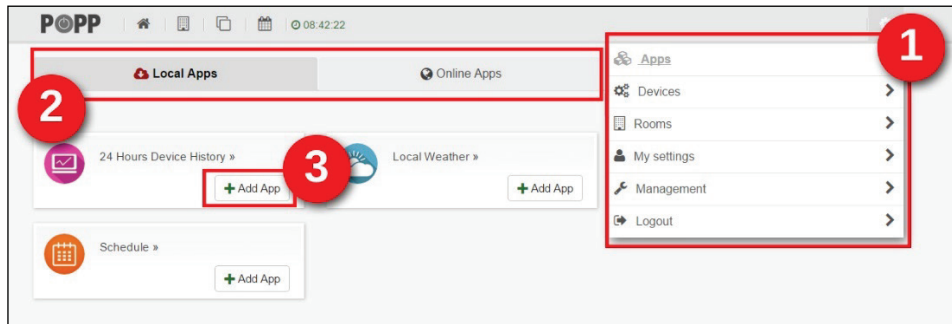 POPP 08:42:22
1
Apps
Local Apps Online Apps
Devices
2
Rooms
24 Hours Device History » 3 Local Weather »
My settings
+ Add App + Add App
Management
Logout
Schedule »
+ Add App